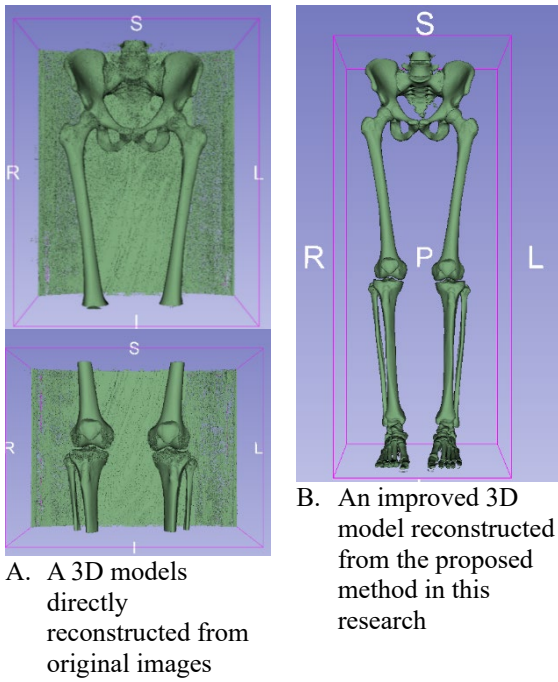 S
R
L
I
S
R
L
I
A. A 3D models
directly
reconstructed from
original images
S
R
P
L
B. An improved 3D
model reconstructed
from the proposed
method in this
research